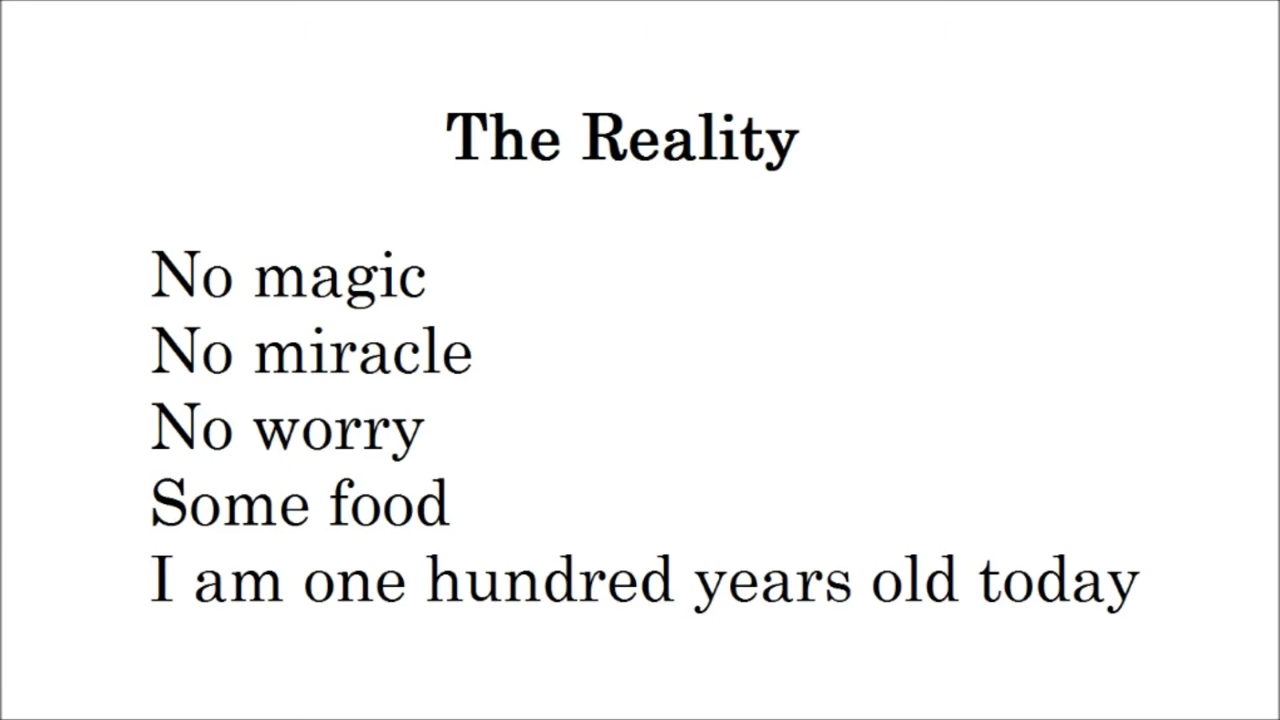 The Reality
No magic
No miracle
No worry
Some food
I am one hundred years old today